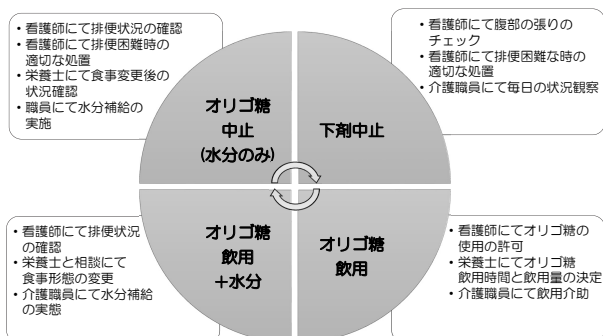 ・看護師にて排便状況の確認
・看護師にて排便困難時の
適切な処置
・栄養士にて食事変更後の
状況確認
・職員にて水分補給の
実施
・看護師にて腹部の張りの
チェック
・看護師にて排便困難な時の
適切な処置
・介護職員にて毎日の状況観察
オリゴ糖
中止
(水分のみ)
下剤中止
オリゴ糖
飲用
+水分
オリゴ糖
飲用
・看護師にて排便状況
の確認
・栄養士と相談にて
食事形態の変更
・介護職員にて水分補給
の実態
・看護師にてオリゴ糖の
使用の許可
・栄養士にてオリゴ糖
飲用時間と飲用量の決定
・介護職員にて飲用介助